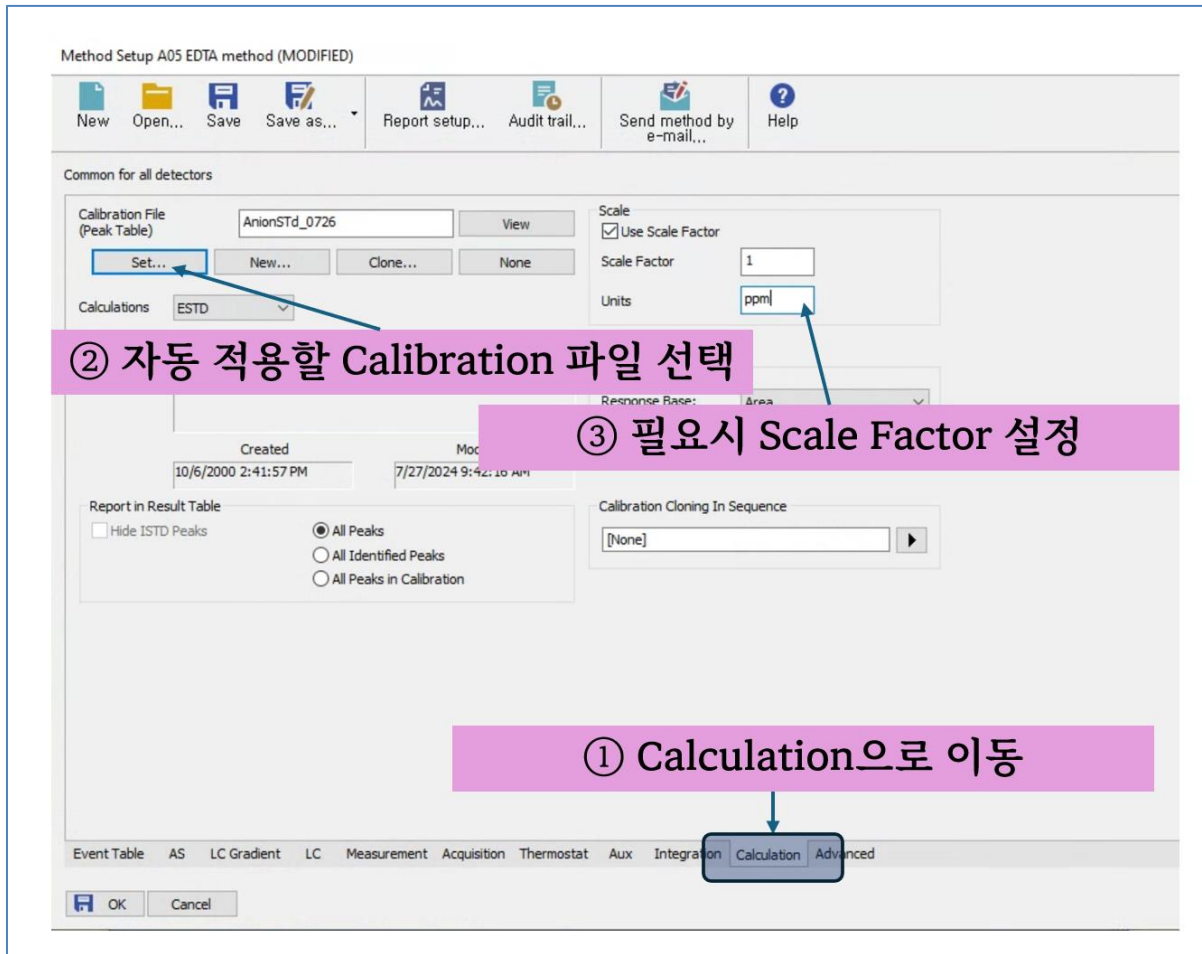 Method Setup A05 EDTA method (MODIFIED)
New Open... Save Save as... Report setup... Audit trail... Send method by e-mail... Help
Common for all detectors
Calibration File
(Peak Table)
AnionSTd_0726
View
Set... New... Clone... None
Calculations ESTD
Scale
Use Scale Factor
Scale Factor 1
Units ppm
② 자동 적용할 Calibration 파일 선택
Response Base: Area
③ 필요시 Scale Factor 설정
Created
10/6/2000 2:41:57 PM
7/27/2024 9:42:16 AM
Report in Result Table
Hide ISTD Peaks
All Peaks
All Identified Peaks
All Peaks in Calibration
Calibration Cloning In Sequence
[None]
① Calculation으로 이동
Event Table AS LC Gradient LC Measurement Acquisition Thermostat Aux Integration Calculation Advanced
OK Cancel